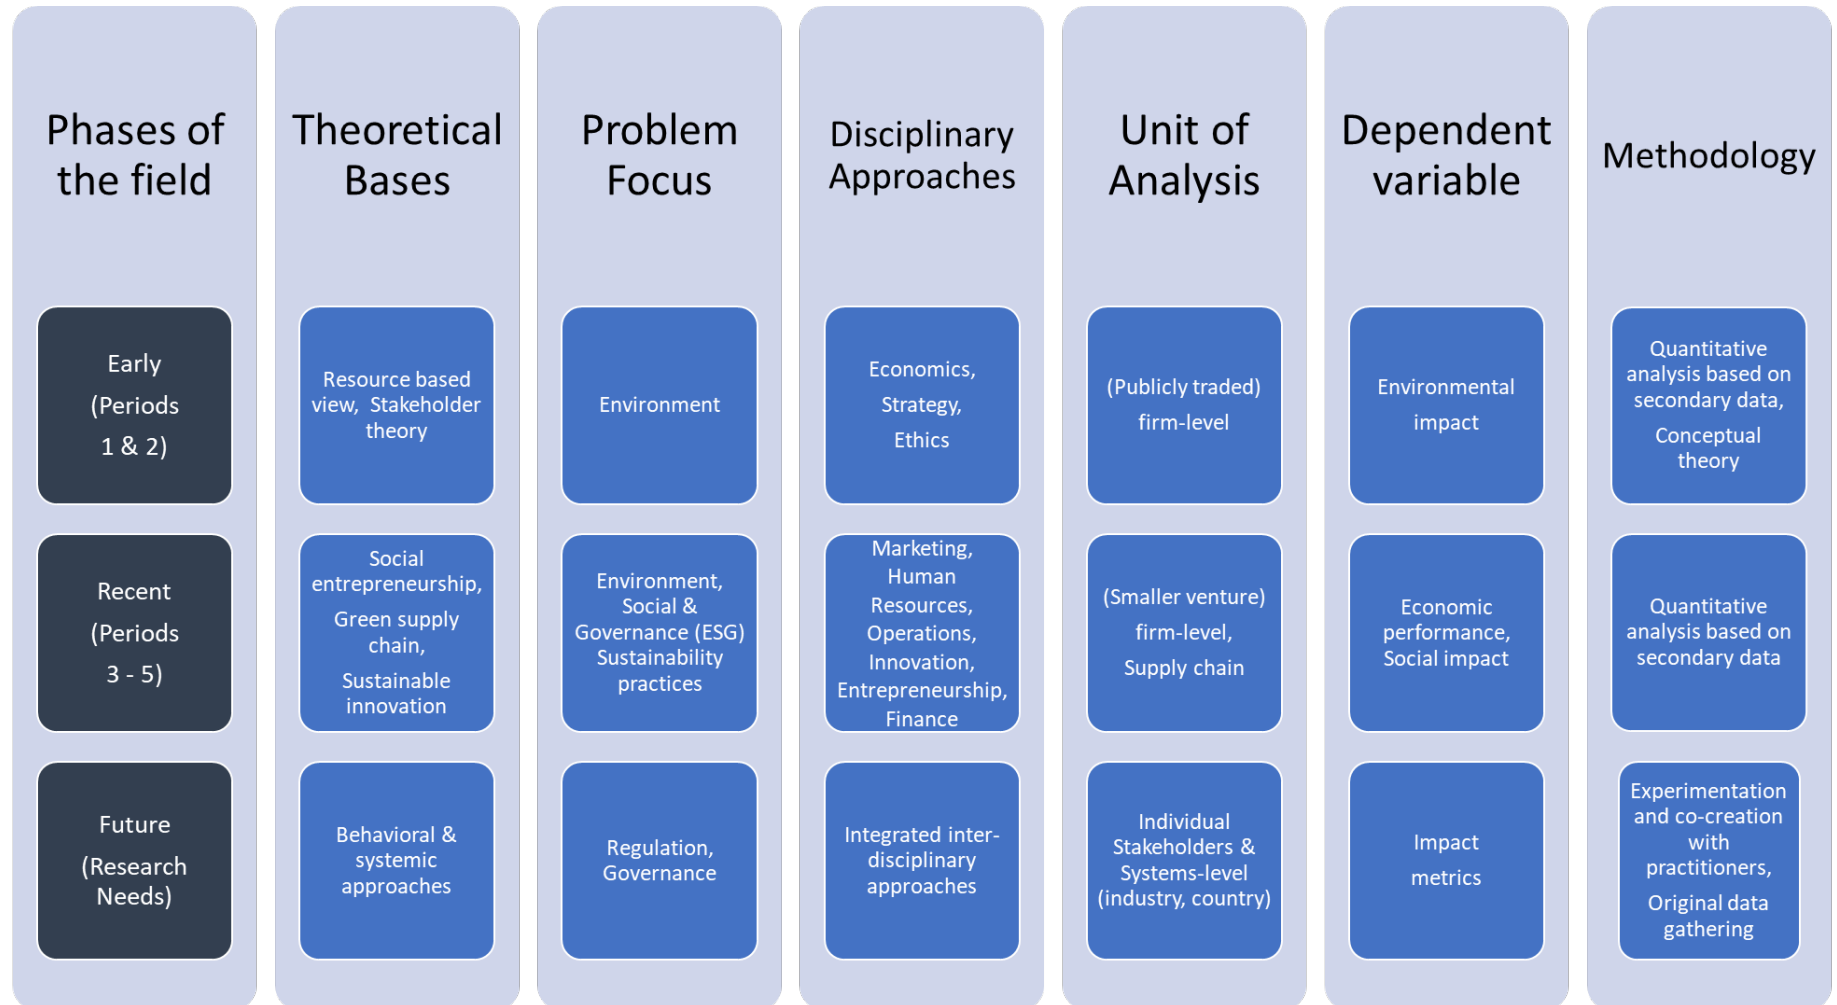 Phases of
the field
Theoretical
Bases
Problem
Focus
Disciplinary
Approaches
Unit of
Analysis
Dependent
variable
Methodology
Early
(Periods
1 & 2)
Resource based
view,  Stakeholder
theory
Environment
Economics,
Strategy,
Ethics
(Publicly traded)
firm-level
Environmental
impact
Quantitative
analysis based on
secondary data,
Conceptual
theory
Recent
(Periods
3 - 5)
Social
entrepreneurship,
Green supply
chain,
Sustainable
innovation
Environment,
Social &
Governance (ESG)
Sustainability
practices
Marketing,
Human
Resources,
Operations,
Innovation,
Entrepreneurship,
Finance
(Smaller venture)
firm-level,
Supply chain
Economic
performance,
Social impact
Quantitative
analysis based on
secondary data
Future
(Research
Needs)
Behavioral &
systemic
approaches
Regulation,
Governance
Integrated inter-
disciplinary
approaches
Individual
Stakeholders &
Systems-level
(industry, country)
Impact
metrics
Experimentation
and co-creation
with
practitioners,
Original data
gathering